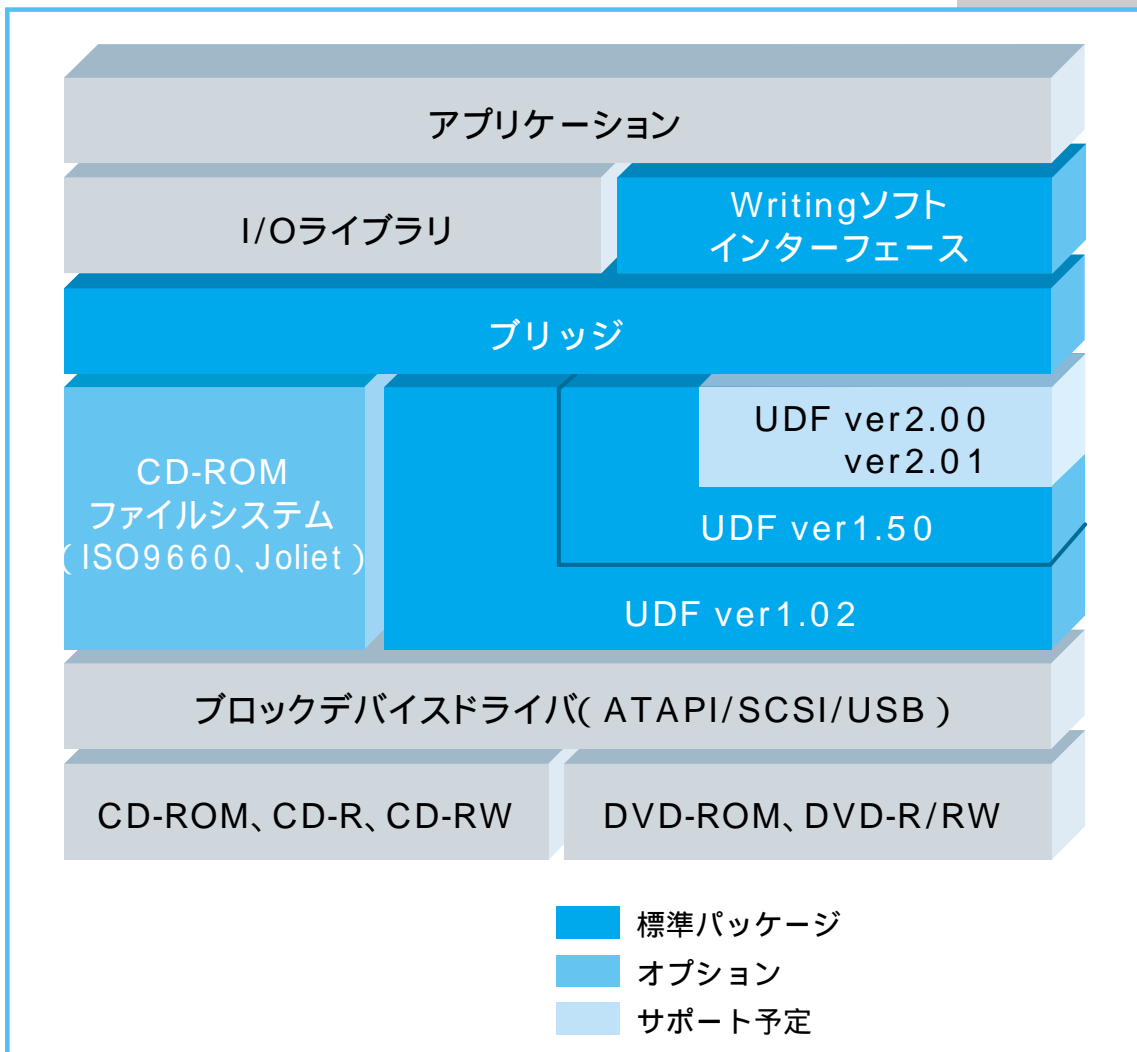 アプリケーション
I/Oライブラリ
Writingソフト
インターフェース
ブリッジ
CD-ROM
ファイルシステム
(ISO9660、Joliet)
UDF ver2.00
ver2.01
UDF ver1.50
UDF ver1.02
ブロックデバイスドライバ(ATAPI/SCSI/USB)
CD-ROM、CD-R、CD-RW
DVD-ROM、DVD-R/RW
標準パッケージ
オプション
サポート予定